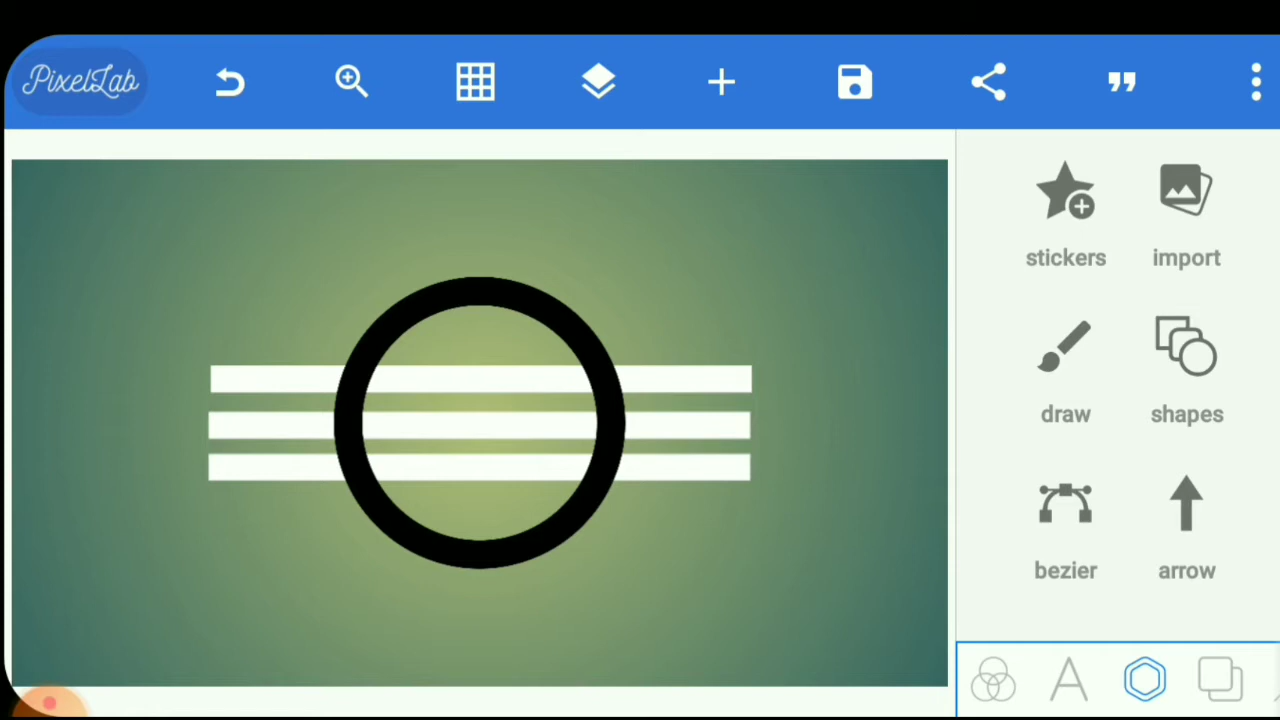 PixelLab
stickers
import
draw
shapes
bezier
arrow